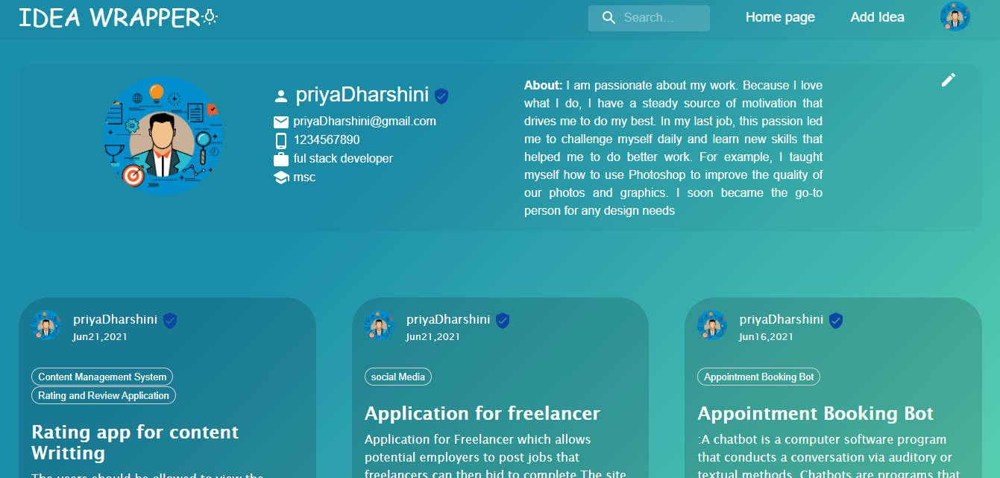 IDEA WRAPPER
Search...
Home page
Add Idea
priyaDharshini
priyaDharshini@gmail.com
1234567890
ful stack developer
msc
About: I am passionate about my work. Because I love
what I do, I have a steady source of motivation that
drives me to do my best. In my last job, this passion led
me to challenge myself daily and learn new skills that
helped me to do better work. For example, I taught
myself how to use Photoshop to improve the quality of
our photos and graphics. I soon became the go-to
person for any design needs
priyaDharshini
Jun21,2021
Content Management System
Rating and Review Application
Rating app for content
Writting
The users should be allowed to view the
priyaDharshini
Jun21,2021
social Media
Application for freelancer
Application for Freelancer which allows
potential employers to post jobs that
freelancers can then bid to complete.The site
priyaDharshini
Jun16,2021
Appointment Booking Bot
Appointment Booking Bot
:A chatbot is a computer software program
that conducts a conversation via auditory or
textual methods. Chatbots are programs that